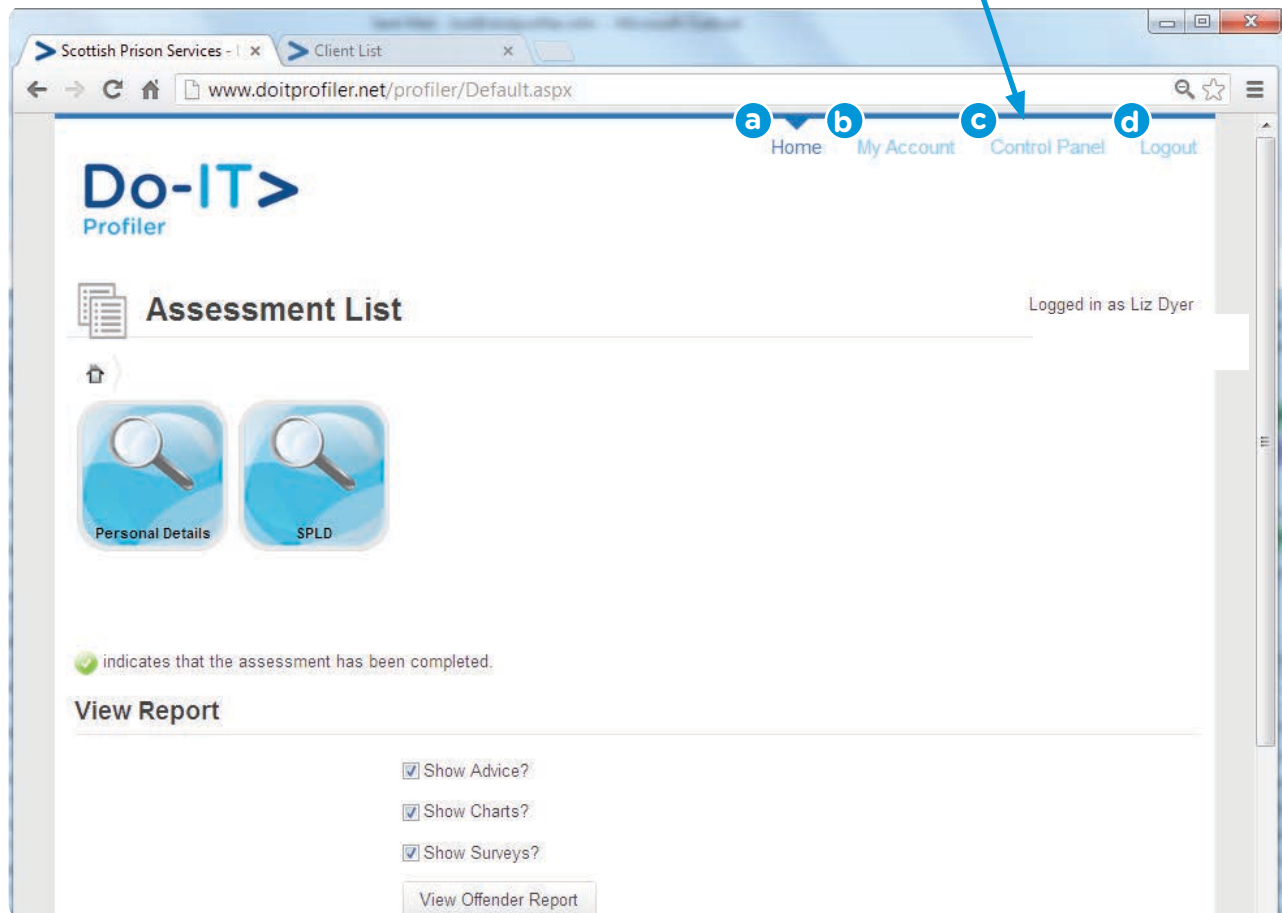 Scottish Prison Services - Client List
www.doitprofiler.net/profiler/Default.aspx
a b c d
Home My Account Control Panel Logout
Do-IT>
Profiler
Assessment List
Logged in as Liz Dyer
Personal Details SPLD
indicates that the assessment has been completed.
View Report
Show Advice?
Show Charts?
Show Surveys?
View Offender Report